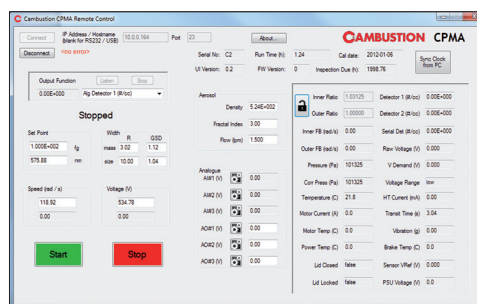 Cambustion CPMA Remote Control
Connect IP Address / Hostname (blank for RS232 / USB) 10.0.0.164 Port 23 About... CAMBUSTION CPMA
Disconnect <no error>
Serial No: C2 Run Time (h): 1.24 Cal date: 2012-01-06 Sync Clock from PC
UI Version: 0.2 FW Version: 0 Inspection Due (h): 1998.76
Output Function Listen Stop
0.00E+000 Alg Detector 1 (#/cc)
Stopped
Set Point Width R GSD
1.000E+002 fg mass 3.02 1.12
575.88 nm size 10.00 1.04
Speed (rad / s) Voltage (V)
118.92 534.78
0.00 0.00
Start Stop
Aerosol
Density 5.24E+002
Fractal Index 3.00
Flow (lpm) 1.500
Analogue
AI#1 (V) 0.00
AI#2 (V) 0.00
AI#3 (V) 0.00
AO#1 (V) 0.00
AO#2 (V) 0.00
AO#3 (V) 0.00
Inner Ratio 1.03125 Detector 1 (#/cc) 0.00E+000
Outer Ratio 1.00000 Detector 2 (#/cc) 0.00E+000
Inner FB (rad/s) 0.00 Serial Det (#/cc) 0.00E+000
Outer FB (rad/s) 0.00 Raw Voltage (V) 0.000
Pressure (Pa) 101325 V Demand (V) 0.000
Corr Press (Pa) 101325 Voltage Range low
Temperature (C) 21.8 HT Current (mA) 0.00
Motor Current (A) 0.0 Transit Time (s) 3.04
Motor Temp (C) 0.0 Vibration (g) 0.00
Power Temp (C) 0.0 Brake Temp (C) 0.0
Lid Closed false Sensor VRef (V) 0.000
Lid Locked false PSU Voltage (V) 0.0